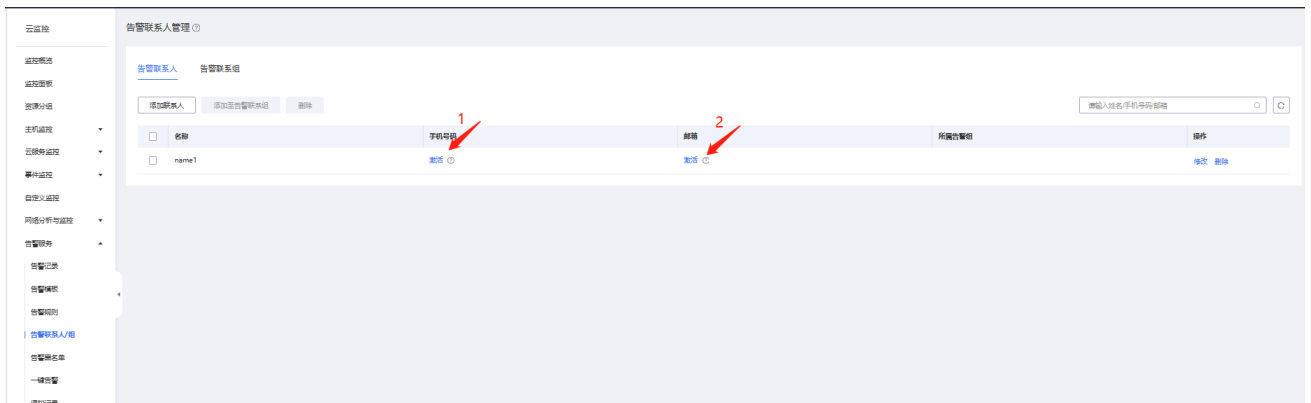 云监控
告警联系人管理
监控概览
监控面板
资源分组
主机监控
云服务监控
事件监控
自定义监控
网络分析与监控
告警服务
告警记录
告警模板
告警规则
告警联系人/组
告警黑名单
一键告警
通知记录
告警联系人 告警联系组
添加联系人 添加至告警联系组 删除 请输入姓名/手机号码/邮箱
1 2
名称 手机号码 邮箱 所属告警组 操作
name1 激活 激活 修改 删除